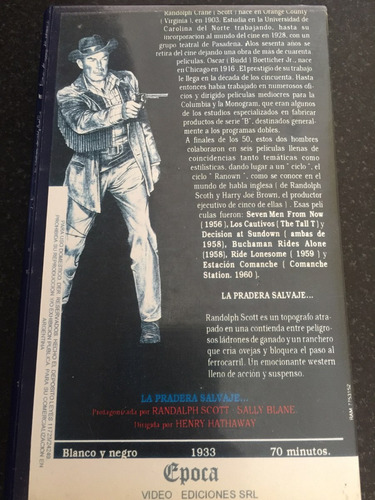 Randolph Crane ( Scott ) nace en Orange County
( Virginia ), en 1903. Estudia en la Universidad de
Carolina del Norte trabajando, hasta su
incorporacion al mundo del cine en 1928, con un
grupo teatral de Pasadena. Alos sesenta años se
retira del cine dejando una obra de mas de cuarenta
peliculas. Oscar ( Budd ) Boetticher Jr., nace
en Chicago en 1916 . El prestigio de su trabajo
le llega en la década de los cincuenta. Hasta
entonces habia trabajado en numerosos ofi-
cios y dirigido peliculas mediocres para la
Columbia y la Monogram, que eran algunos
de los estudios especializados en fabricar
productos de serie "B", destinados general-
mente a los programas dobles.
A finales de los 50, estos dos hombres
colaboraron en seis peliculas llenas de
coincidencias tanto temáticas como
estilisticas. dando lugar a un " ciclo ", el
ciclo " Ranown ", como se conocer en el
mundo de habla inglesa ( de Randolph
Scott y Harry Joe Brown, el productor
ejecutivo de cinco de ellas ) . Esas peli
culas fueron: Seven Men From Now
( 1956 ), Los Cautivos ( The Tall T ) y
Decision at Sundown ( ambas de
1958), Buchaman Rides Alone
(1958), Ride Lonesome ( 1959 ) y
Estación Comanche ( Comanche
Station. 1960 ).
LA PRADERA SALVAJE...
Randolph Scott es un topógrafo atra-
pado en una contienda entre peligro-
sos ládrones de ganado y un ranchero
que cria ovejas y bloquea el paso al
ferrocarril. Un emocionante western
lleno de acción y suspenso.
LA PRADERA SALVAJE...
Protagonizada por RANDALPH SCOTT SALLY BLANE.
Dirigida por HENRY HATHAWAY
Blanco y negro 1933 70 minutos.
Epoca
VIDEO EDICIONES SRL